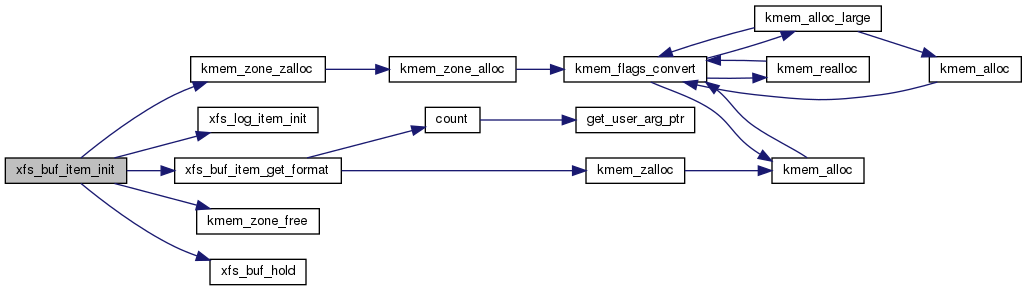 kmem_alloc_large
kmem_zone_zalloc
kmem_zone_alloc
kmem_flags_convert
kmem_realloc
kmem_alloc
xfs_log_item_init
count
get_user_arg_ptr
xfs_buf_item_init
xfs_buf_item_get_format
kmem_zalloc
kmem_alloc
kmem_zone_free
xfs_buf_hold